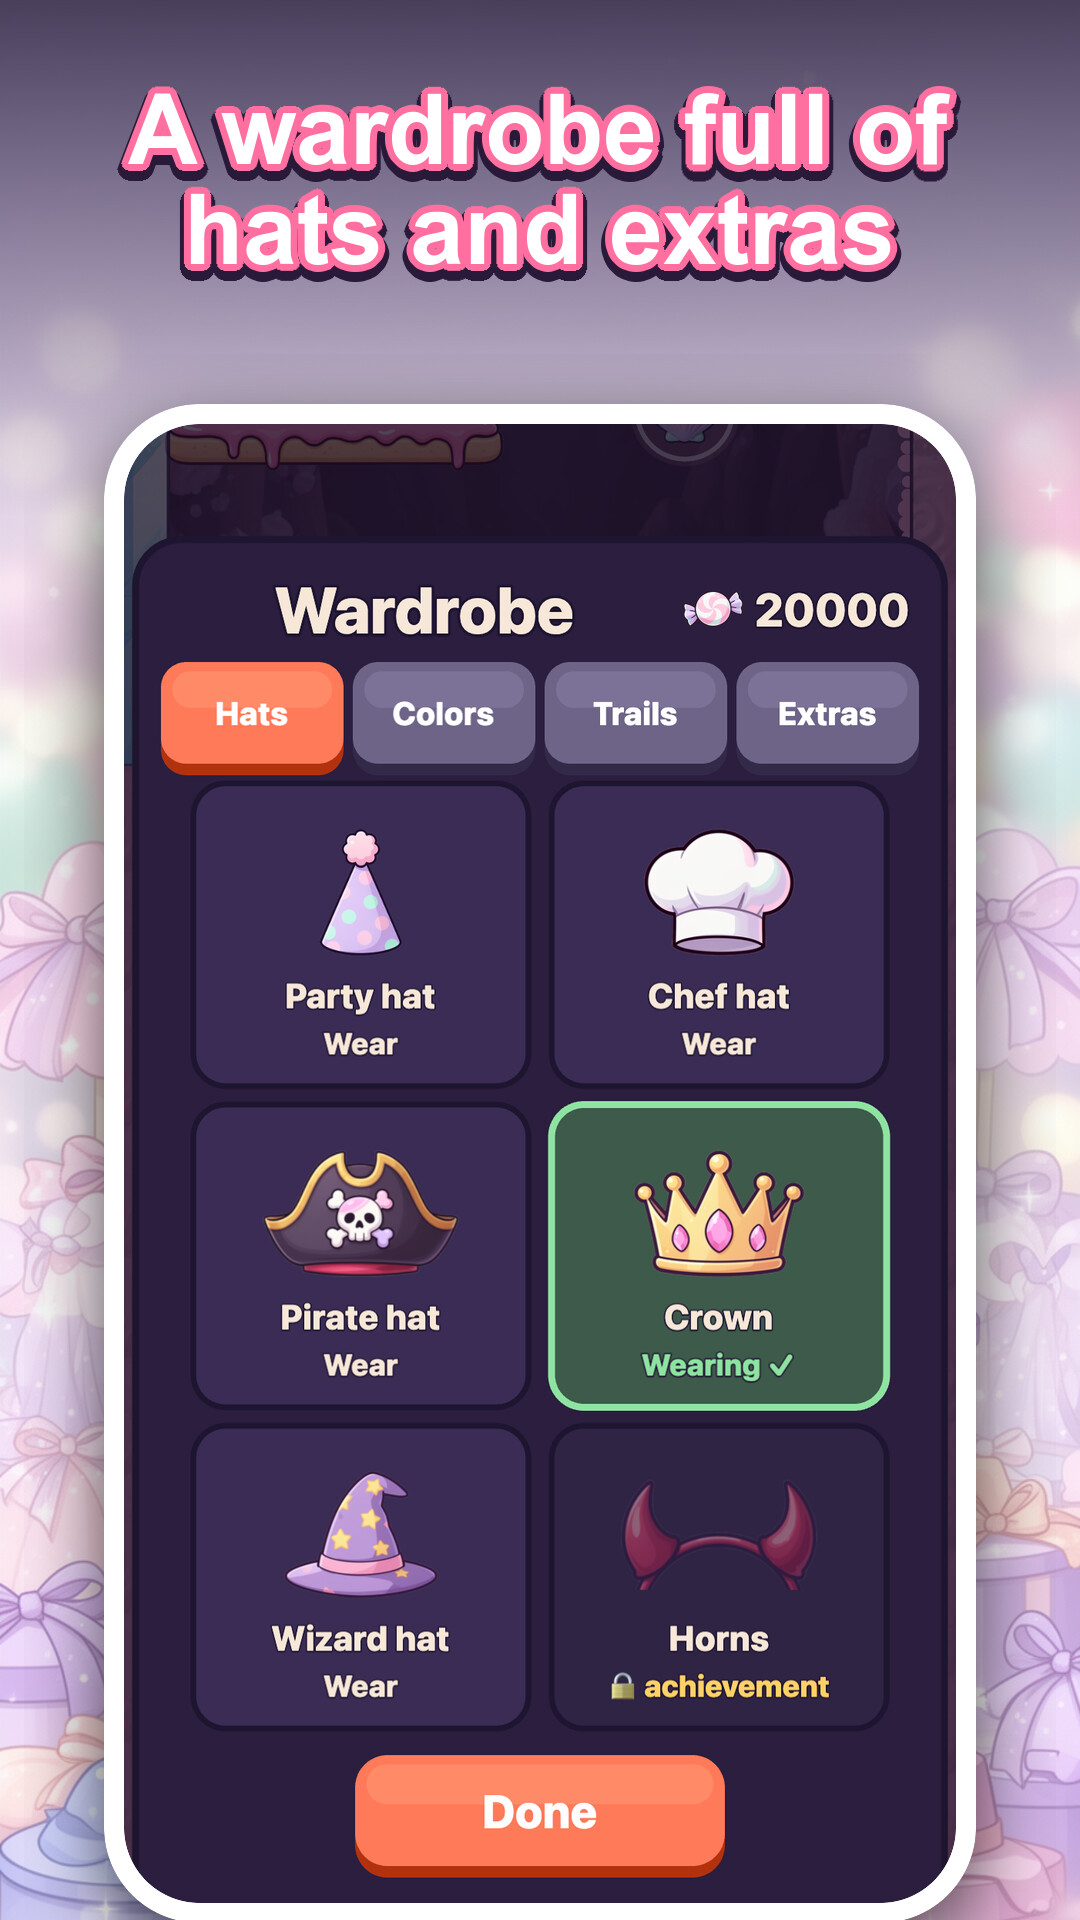 A wardrobe full of
hats and extras
Wardrobe
20000
Hats
Colors
Trails
Extras
Party hat
Wear
Chef hat
Wear
Pirate hat
Wear
Crown
Wearing ✓
Wizard hat
Wear
Horns
🔒 achievement
Done